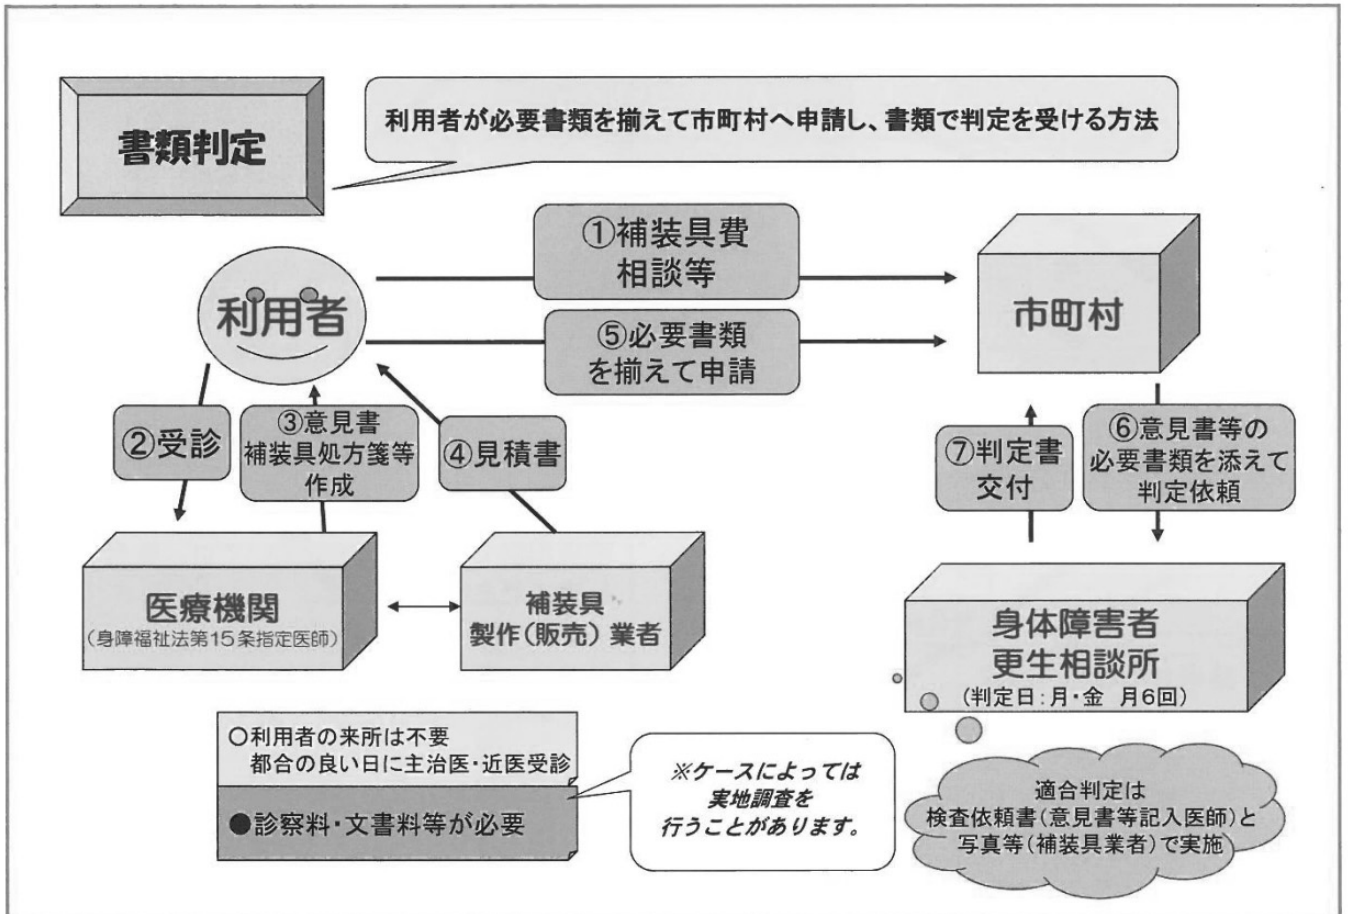 書類判定
利用者が必要書類を揃えて市町村へ申請し、書類で判定を受ける方法
①補装具費
相談等
利用者
市町村
⑤必要書類
を揃えて申請
②受診
③意見書
補装具処方箋等
作成
④見積書
⑦判定書
交付
⑥意見書等の
必要書類を添えて
判定依頼
医療機関
(身障福祉法第15条指定医師)
補装具
製作(販売)業者
身体障害者
更生相談所
(判定日:月・金 月6回)
○利用者の来所は不要
都合の良い日に主治医・近医受診
●診察料・文書料等が必要
※ケースによっては
実地調査を
行うことがあります。
適合判定は
検査依頼書(意見書等記入医師)と
写真等(補装具業者)で実施